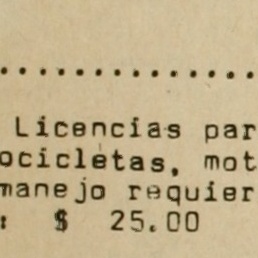 ..............
Licencias par
ocicletas, mot
manejo requier
: $ 25.00